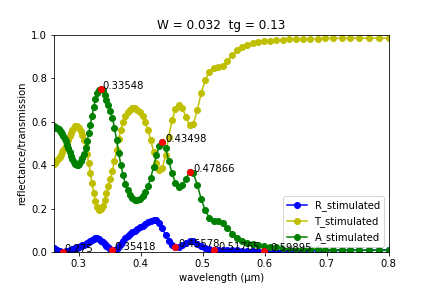 W = 0.032 tg = 0.13
reflectance/transmission
1.0
0.8
0.6
0.4
0.2
0.0
0.33548
0.43498
0.47866
0.35418
0.59895
R_stimulated
T_stimulated
A_stimulated
0.3
0.4
0.5
0.6
0.7
0.8
wavelength (μm)